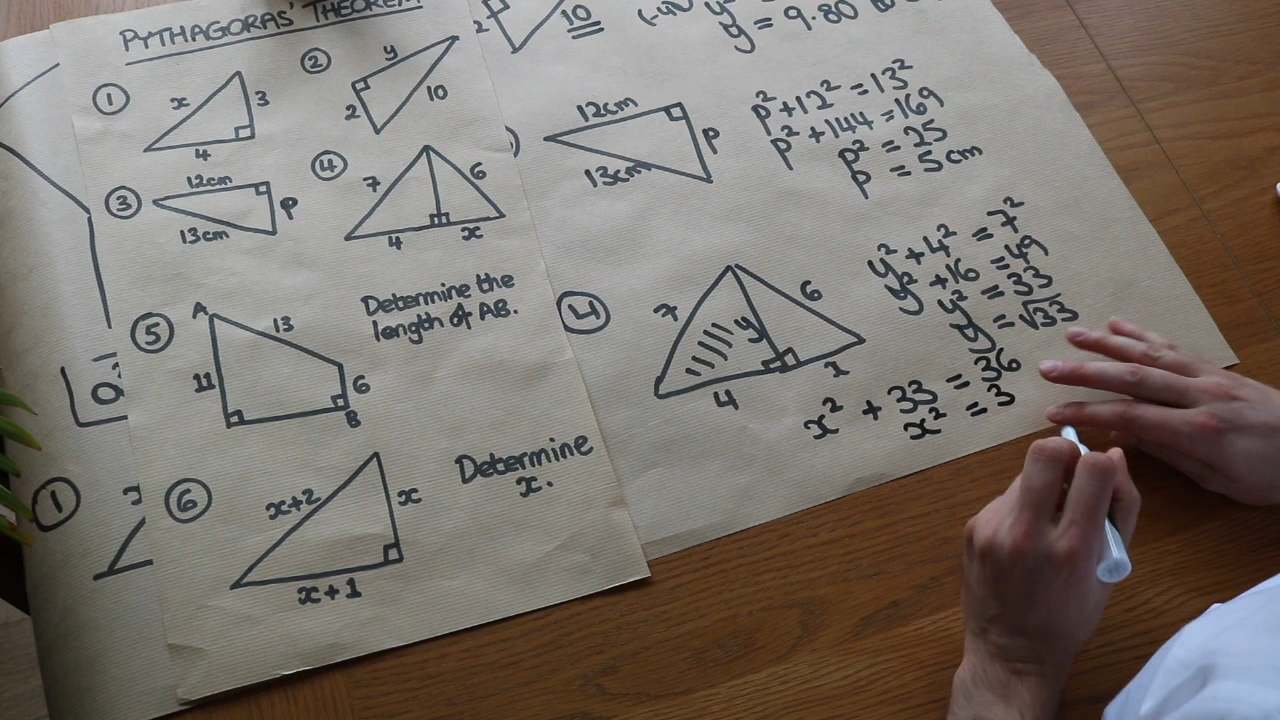 PYTHAGORAS' THEOREM
①
x
3
4
②
y
2
10
③
12cm
P
13cm
④
7
6
4
x
⑤
A
13
11
6
B
Determine the
length of AB.
⑥
x+2
x
x+1
Determine
x.
①
2
10
y = 9.80
12cm
13cm
P
p² + 12² = 13²
p² + 144 = 169
p² = 25
p = 5cm
④
7
6
y
4
x
y² + 4² = 7²
y² + 16 = 49
y² = 33
y = √33
x² + 33 = 36
x² = 3